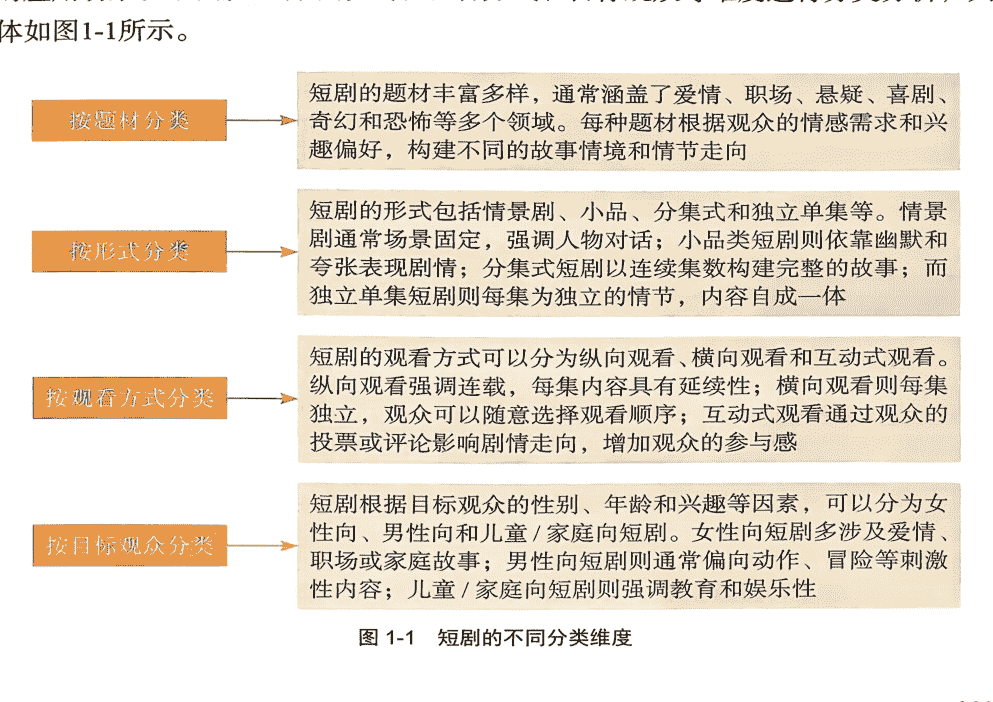 体如图1-1所示。
按题材分类
短剧的题材丰富多样，通常涵盖了爱情、职场、悬疑、喜剧、
奇幻和恐怖等多个领域。每种题材根据观众的情感需求和兴
趣偏好，构建不同的故事情境和情节走向
按形式分类
短剧的形式包括情景剧、小品、分集式和独立单集等。情景
剧通常场景固定，强调人物对话；小品类短剧则依靠幽默和
夸张表现剧情；分集式短剧以连续集数构建完整的故事；而
独立单集短剧则每集为独立的情节，内容自成一体
按观看方式分类
短剧的观看方式可以分为纵向观看、横向观看和互动式观看。
纵向观看强调连载，每集内容具有延续性；横向观看则每集
独立，观众可以随意选择观看顺序；互动式观看通过观众的
投票或评论影响剧情走向，增加观众的参与感
按目标观众分类
短剧根据目标观众的性别、年龄和兴趣等因素，可以分为女
性向、男性向和儿童/家庭向短剧。女性向短剧多涉及爱情、
职场或家庭故事；男性向短剧则通常偏向动作、冒险等刺激
性内容；儿童/家庭向短剧则强调教育和娱乐性
图 1-1 短剧的不同分类维度